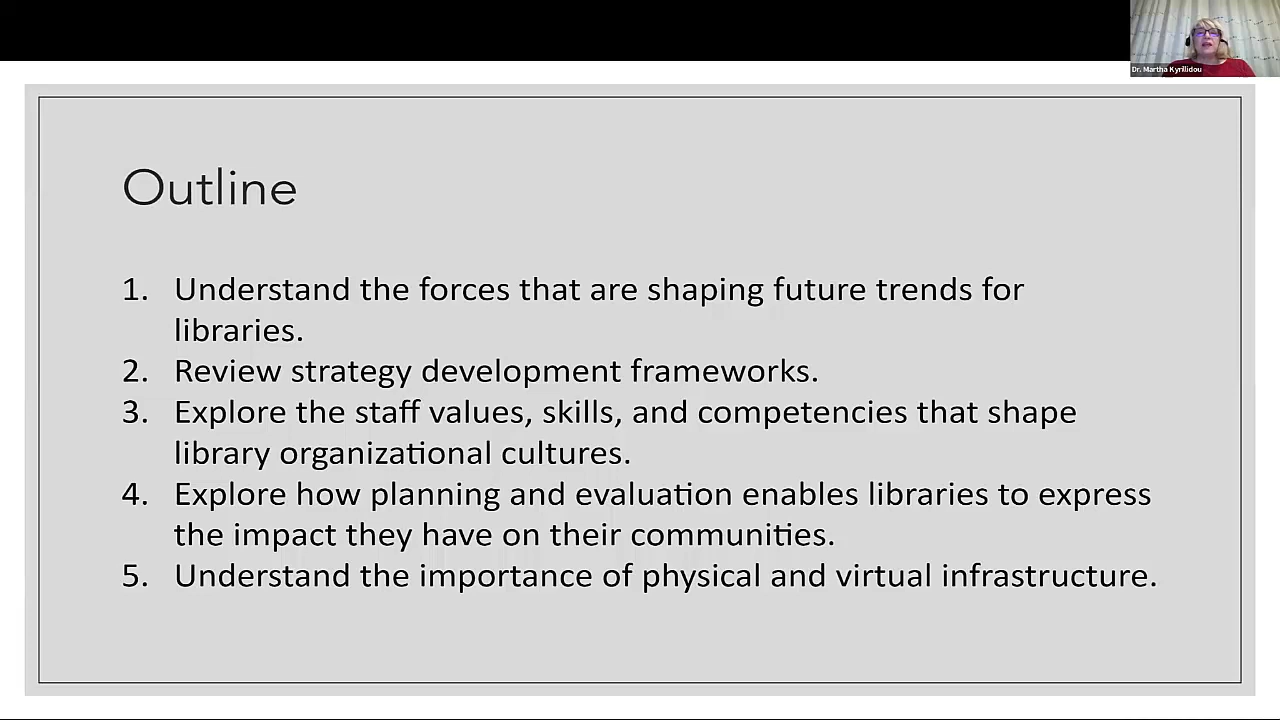 Dr. Martha Kyrillidou
Outline
1. Understand the forces that are shaping future trends for
libraries.
2. Review strategy development frameworks.
3. Explore the staff values, skills, and competencies that shape
library organizational cultures.
4. Explore how planning and evaluation enables libraries to express
the impact they have on their communities.
5. Understand the importance of physical and virtual infrastructure.